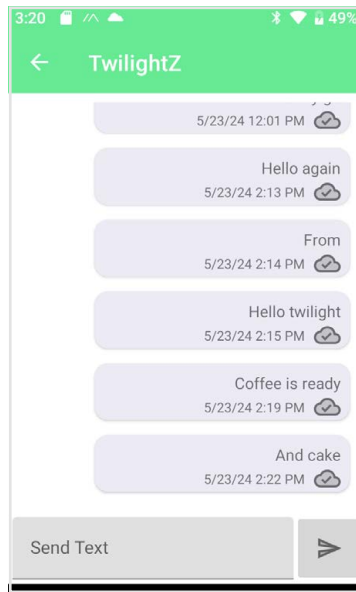 3:20 49%
TwilightZ
5/23/24 12:01 PM
Hello again
5/23/24 2:13 PM
From
5/23/24 2:14 PM
Hello twilight
5/23/24 2:15 PM
Coffee is ready
5/23/24 2:19 PM
And cake
5/23/24 2:22 PM
Send Text